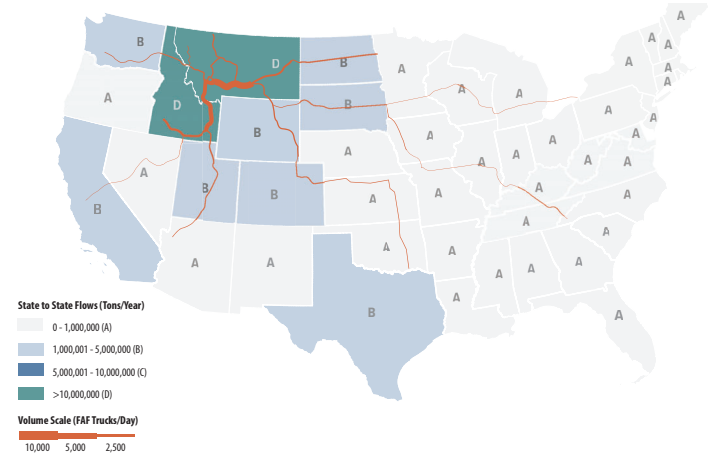 A
A
A
B
A
B
D
A
A
A
A
A
A
B
D
A
A
B
A
A
A
A
A
A
A
A
A
B
A
A
B
A
A
B
A
A
A
A
A
A
A
A
A
A
State to State Flows (Tons/Year)
0 - 1,000,000 (A)
B
A
1,000,001 - 5,000,000 (B)
5,000,001 - 10,000,000 (C)
>10,000,000 (D)
Volume Scale (FAF Trucks/Day)
10,000 5,000 2,500